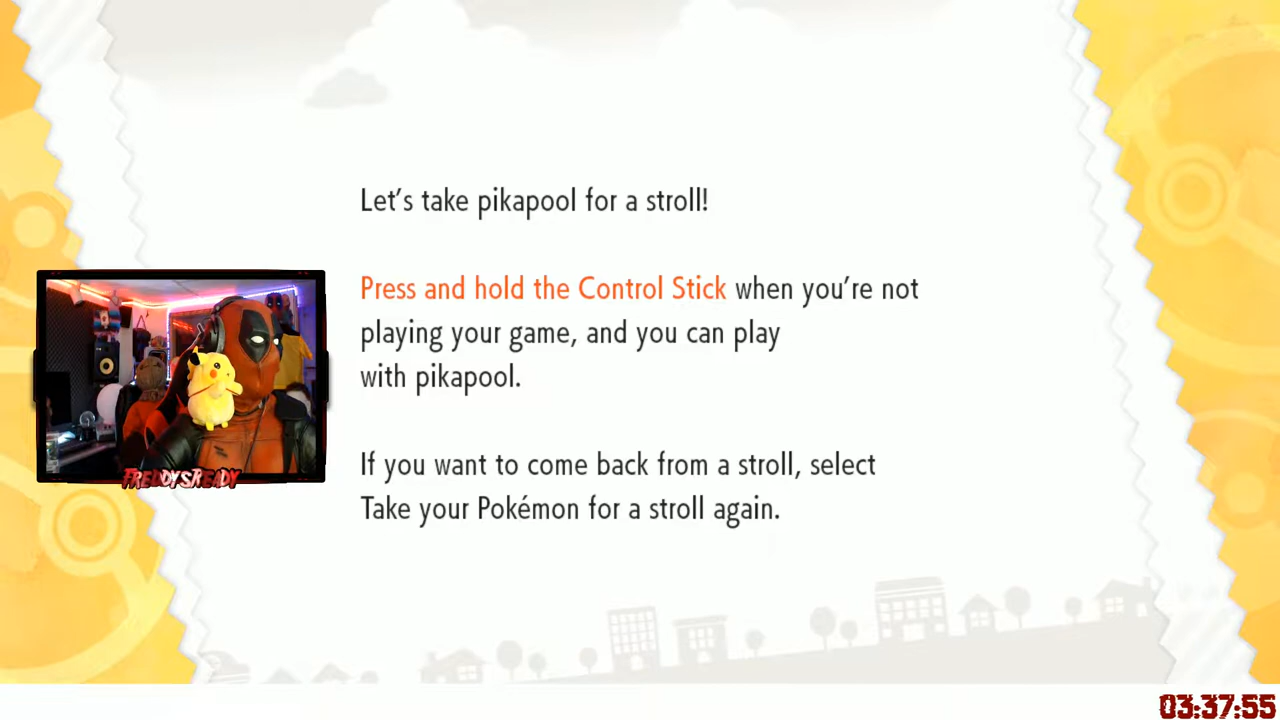 Let's take pikapool for a stroll!
Press and hold the Control Stick when you're not
playing your game, and you can play
with pikapool.
If you want to come back from a stroll, select
Take your Pokémon for a stroll again.
FREDDYSREADY
03:37:55